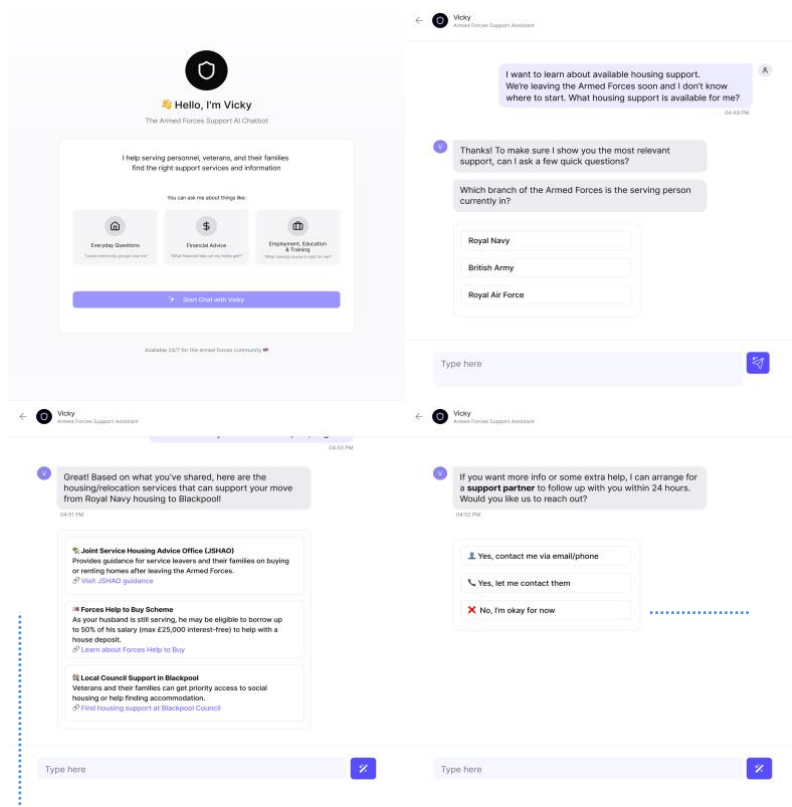 👋 Hello, I'm Vicky
The Armed Forces Support AI Chatbot
I help serving personnel, veterans, and their families
find the right support services and information
You can ask me about things like:
Everyday Questions
Financial Advice
"What financial help can my family get?"
Employment, Education
& Training
"What training course is right for me?"
Start Chat with Vicky
Available 24/7 for the armed forces community
Vicky
Armed Forces Support Assistant
I want to learn about available housing support.
We're leaving the Armed Forces soon and I don't know
where to start. What housing support is available for me?
04:49 PM
V
Thanks! To make sure I show you the most relevant
support, can I ask a few quick questions?
Which branch of the Armed Forces is the serving person
currently in?
Royal Navy
British Army
Royal Air Force
Type here
Vicky
Armed Forces Support Assistant
04:50 PM
V
Great! Based on what you've shared, here are the
housing/relocation services that can support your move
from Royal Navy housing to Blackpool!
04:51 PM
Joint Service Housing Advice Office (JSHAO)
Provides guidance for service leavers and their families on buying
or renting homes after leaving the Armed Forces.
🔗 Visit JSHAO guidance
Forces Help to Buy Scheme
As your husband is still serving, he may be eligible to borrow up
to 50% of his salary (max £25,000 interest-free) to help with a
house deposit.
🔗 Learn about Forces Help to Buy
Local Council Support in Blackpool
Veterans and their families can get priority access to social
housing or help finding accommodation.
🔗 Find housing support at Blackpool Council
Type here
Vicky
Armed Forces Support Assistant
V
If you want more info or some extra help, I can arrange for
a support partner to follow up with you within 24 hours.
Would you like us to reach out?
04:52 PM
👤 Yes, contact me via email/phone
📞 Yes, let me contact them
❌ No, I'm okay for now
Type here